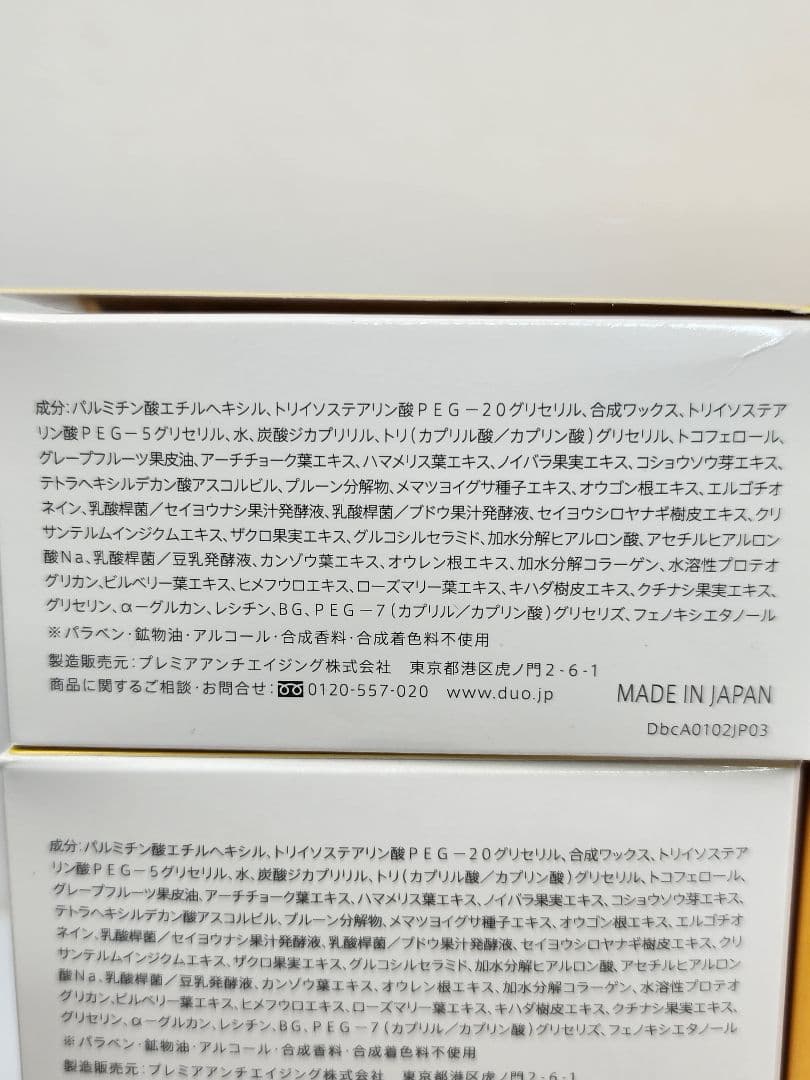 成分:パルミチン酸エチルヘキシル、トリイソステアリン酸PEG−20グリセリル、合成ワックス、トリイソステア
リン酸PEG−5グリセリル、水、炭酸ジカプリリル、トリ(カプリル酸/カプリン酸)グリセリル、トコフェロール、
グレープフルーツ果皮油、アーチチョーク葉エキス、ハマメリス葉エキス、ノイバラ果実エキス、コショウソウ芽エキス、
テトラヘキシルデカン酸アスコルビル、プルーン分解物、メマツヨイグサ種子エキス、オウゴン根エキス、エルゴチオ
ネイン、乳酸桿菌/セイヨウナシ果汁発酵液、乳酸桿菌/ブドウ果汁発酵液、セイヨウシロヤナギ樹皮エキス、クリ
サンテルムインジクムエキス、ザクロ果実エキス、グルコシルセラミド、加水分解ヒアルロン酸、アセチルヒアルロン
酸Na、乳酸桿菌/豆乳発酵液、カンゾウ葉エキス、オウレン根エキス、加水分解コラーゲン、水溶性プロテオ
グリカン、ビルベリー葉エキス、ヒメフウロエキス、ローズマリー葉エキス、キハダ樹皮エキス、クチナシ果実エキス、
グリセリン、α−グルカン、レシチン、BG、PEG−7(カプリル/カプリン酸)グリセリズ、フェノキシエタノール
※パラベン・鉱物油・アルコール・合成香料・合成着色料不使用
製造販売元:プレミアアンチエイジング株式会社 東京都港区虎ノ門2-6-1
商品に関するご相談・お問合せ:0120-557-020 www.duo.jp
MADE IN JAPAN
DbcA0102JP03
成分:パルミチン酸エチルヘキシル、トリイソステアリン酸PEG−20グリセリル、合成ワックス、トリイソステア
リン酸PEG−5グリセリル、水、炭酸ジカプリリル、トリ(カプリル酸/カプリン酸)グリセリル、トコフェロール、
グレープフルーツ果皮油、アーチチョーク葉エキス、ハマメリス葉エキス、ノイバラ果実エキス、コショウソウ芽エキス、
テトラヘキシルデカン酸アスコルビル、プルーン分解物、メマツヨイグサ種子エキス、オウゴン根エキス、エルゴチオ
ネイン、乳酸桿菌/セイヨウナシ果汁発酵液、乳酸桿菌/ブドウ果汁発酵液、セイヨウシロヤナギ樹皮エキス、クリ
サンテルムインジクムエキス、ザクロ果実エキス、グルコシルセラミド、加水分解ヒアルロン酸、アセチルヒアルロン
酸Na、乳酸桿菌/豆乳発酵液、カンゾウ葉エキス、オウレン根エキス、加水分解コラーゲン、水溶性プロテオ
グリカン、ビルベリー葉エキス、ヒメフウロエキス、ローズマリー葉エキス、キハダ樹皮エキス、クチナシ果実エキス、
グリセリン、α−グルカン、レシチン、BG、PEG−7(カプリル/カプリン酸)グリセリズ、フェノキシエタノール
※パラベン・鉱物油・アルコール・合成香料・合成着色料不使用
製造販売元:プレミアアンチエイジング株式会社 東京都港区虎ノ門2-6-1